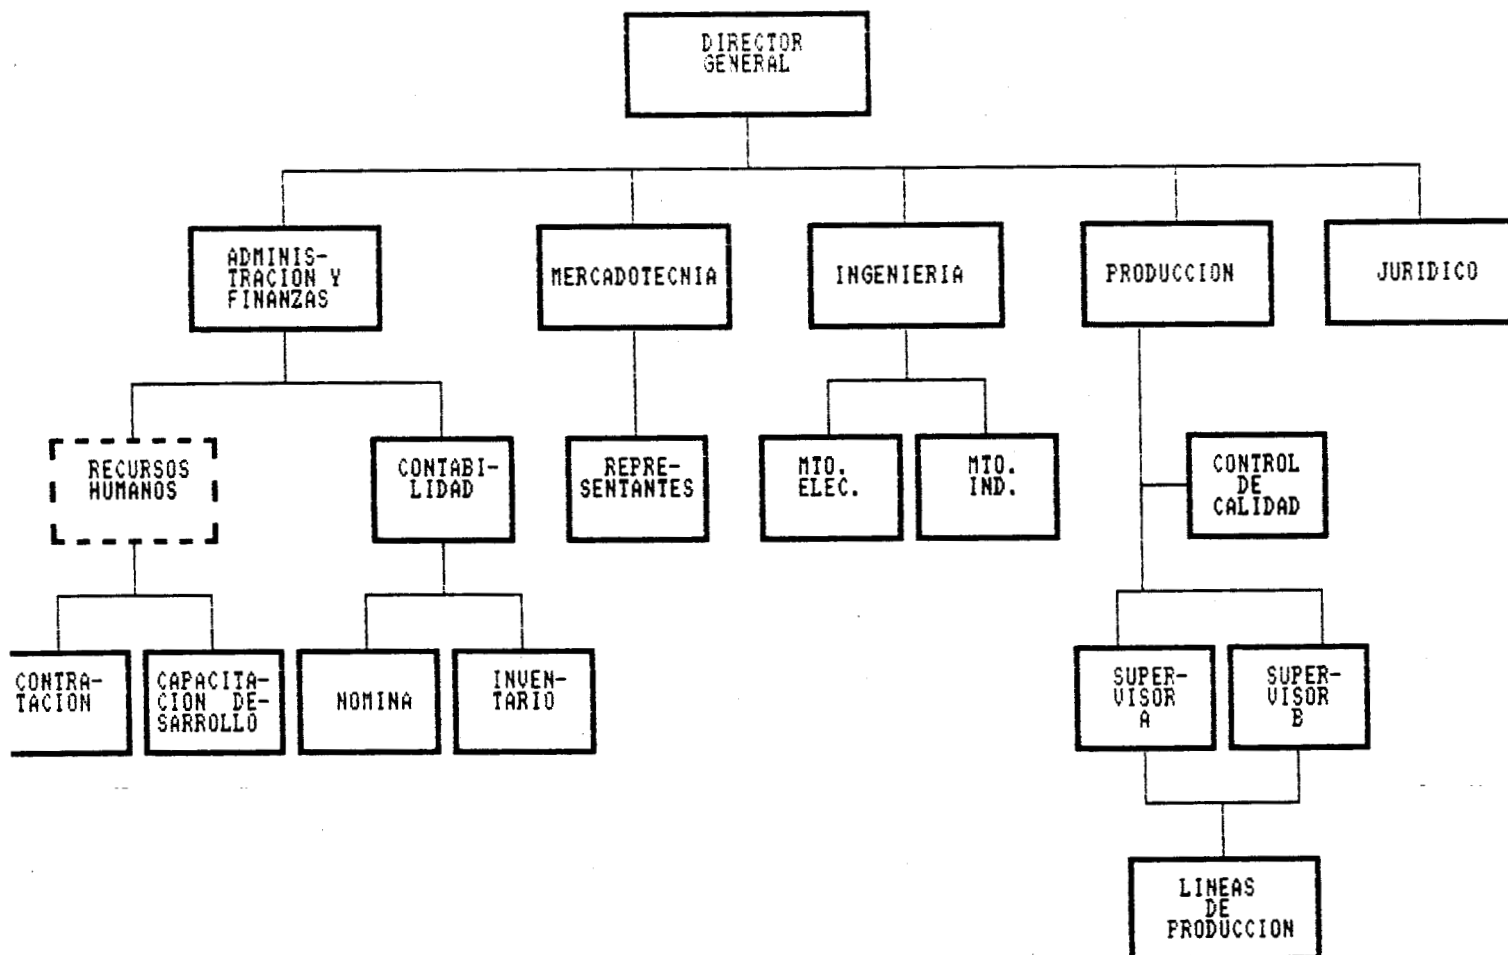 DIRECTOR
GENERAL
ADMINIS-
TRACION Y
FINANZAS
MERCADOTECNIA
INGENIERIA
PRODUCCION
JURIDICO
RECURSOS
HUMANOS
CONTABI-
LIDAD
REPRE-
SENTANTES
MTO.
ELEC.
MTO.
IND.
CONTROL
DE
CALIDAD
CONTRA-
TACION
CAPACITA-
CION DE-
SARROLLO
NOMINA
INVEN-
TARIO
SUPER-
VISOR
A
SUPER-
VISOR
B
LINEAS
DE
PRODUCCION